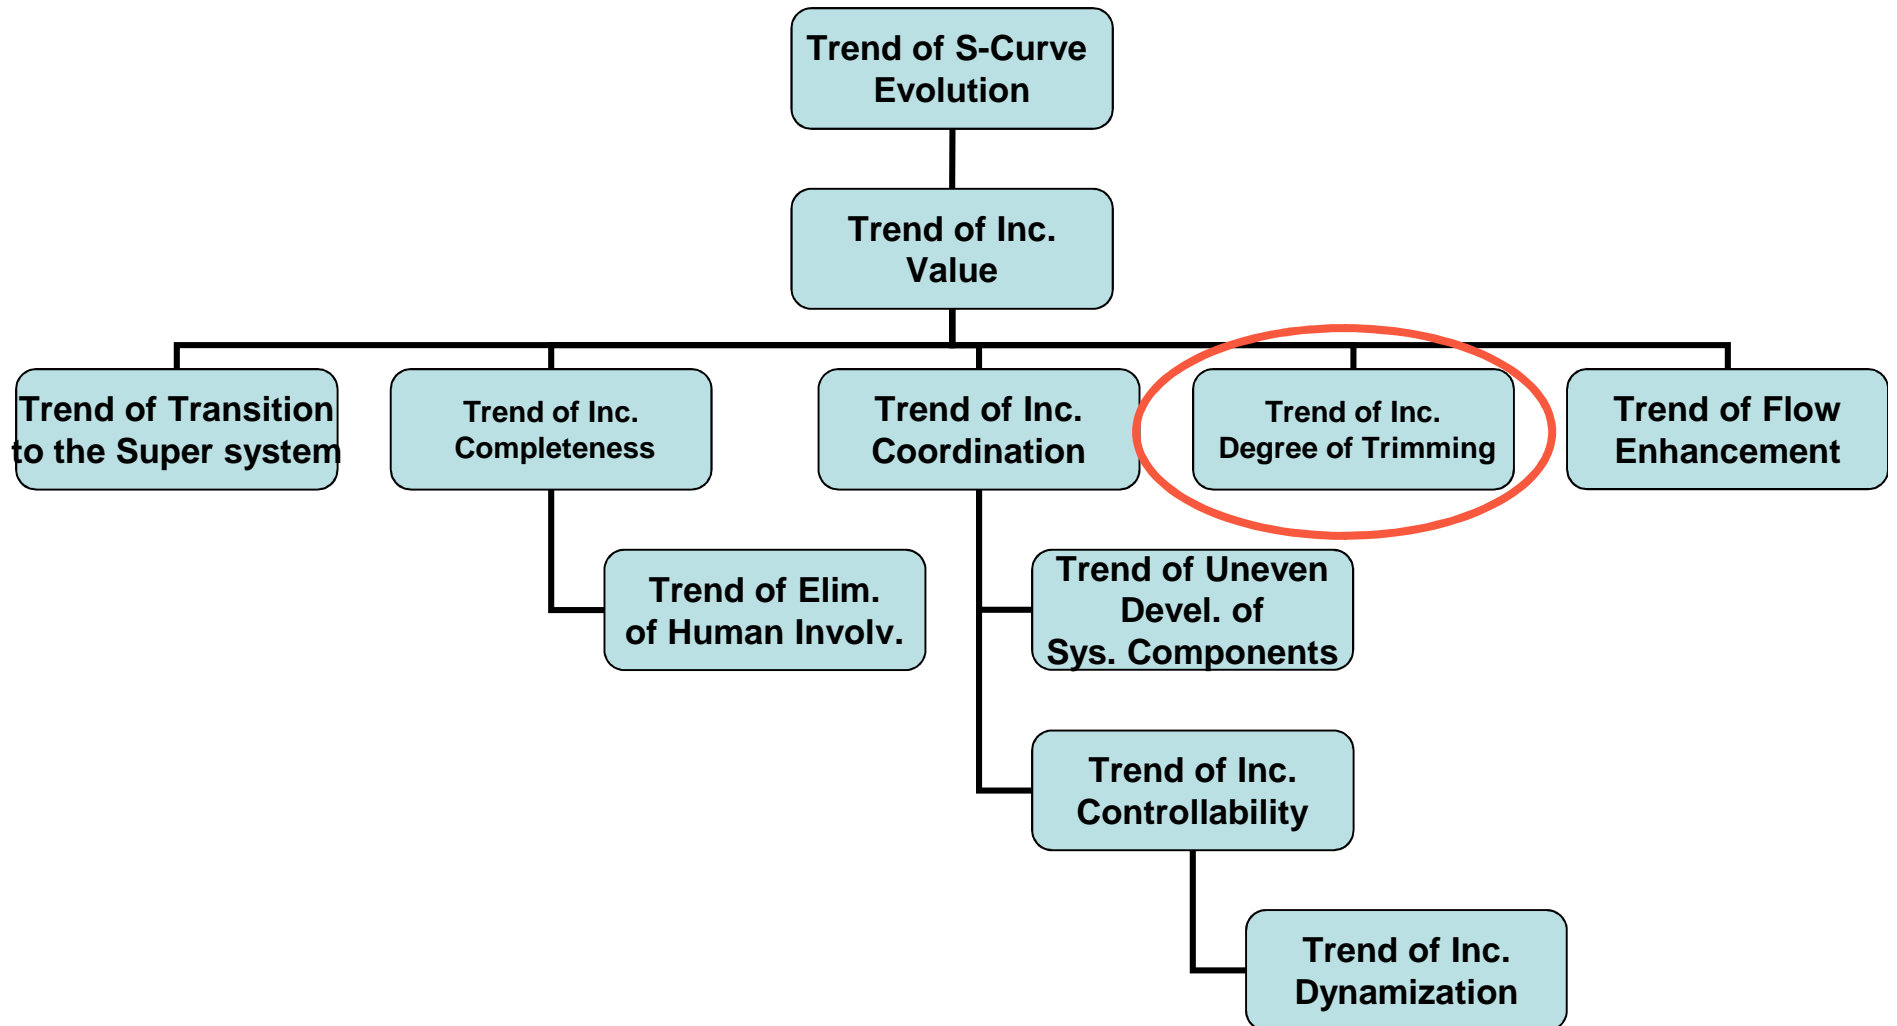 Trend of S-Curve
Evolution
Trend of Inc.
Value
Trend of Transition
to the Super system
Trend of Inc.
Completeness
Trend of Inc.
Coordination
Trend of Inc.
Degree of Trimming
Trend of Flow
Enhancement
Trend of Elim.
of Human Involv.
Trend of Uneven
Devel. of
Sys. Components
Trend of Inc.
Controllability
Trend of Inc.
Dynamization